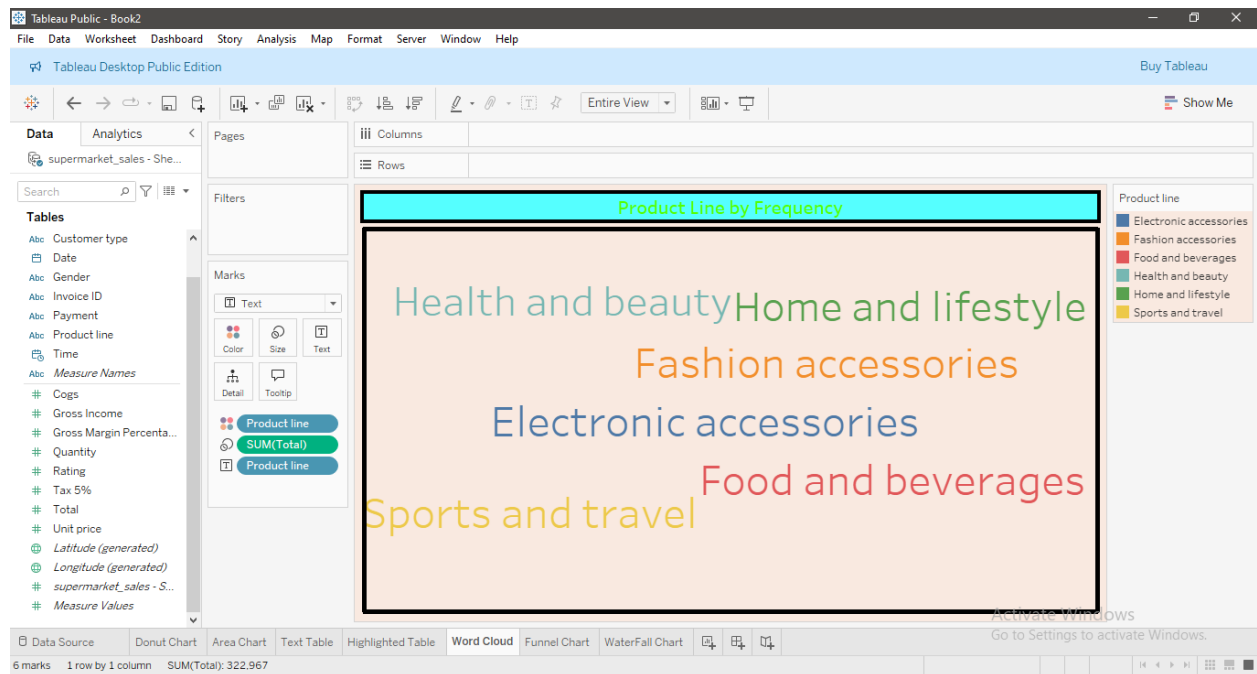 Tableau Public - Book2
File Data Worksheet Dashboard Story Analysis Map Format Server Window Help
Tableau Desktop Public Edition Buy Tableau
Entire View Show Me
Data Analytics
supermarket_sales - She...
Search
Tables
Abc Customer type
Date
Abc Gender
Abc Invoice ID
Abc Payment
Abc Product line
Time
Abc Measure Names
# Cogs
# Gross Income
# Gross Margin Percenta...
# Quantity
# Rating
# Tax 5%
# Total
# Unit price
Latitude (generated)
Longitude (generated)
# supermarket_sales - S...
# Measure Values
Pages
Filters
Marks
T Text
Color Size T Text
Detail Tooltip
Product line
SUM(Total)
T Product line
iii Columns
Rows
Product Line by Frequency
Health and beauty Home and lifestyle
Fashion accessories
Electronic accessories
Food and beverages
Sports and travel
Product line
Electronic accessories
Fashion accessories
Food and beverages
Health and beauty
Home and lifestyle
Sports and travel
Activate Windows
Go to Settings to activate Windows.
Data Source Donut Chart Area Chart Text Table Highlighted Table Word Cloud Funnel Chart WaterFall Chart
6 marks 1 row by 1 column SUM(Total): 322,967